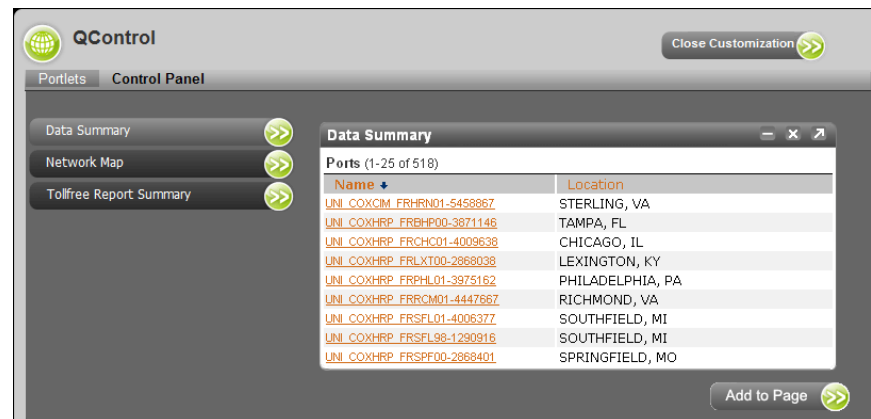 QControl
Close Customization
Portlets Control Panel
Data Summary
Network Map
Tollfree Report Summary
Data Summary
Ports (1-25 of 518)
Name Location
UNI_COXCIM_FRHRN01-5458867 STERLING, VA
UNI_COXHRP_FRBHP00-3871146 TAMPA, FL
UNI_COXHRP_FRCHC01-4009638 CHICAGO, IL
UNI_COXHRP_FRLXT00-2868038 LEXINGTON, KY
UNI_COXHRP_FRPHL01-3975162 PHILADELPHIA, PA
UNI_COXHRP_FRRCM01-4447667 RICHMOND, VA
UNI_COXHRP_FRSFL01-4006377 SOUTHFIELD, MI
UNI_COXHRP_FRSFL98-1290916 SOUTHFIELD, MI
UNI_COXHRP_FRSPF00-2868401 SPRINGFIELD, MO
Add to Page